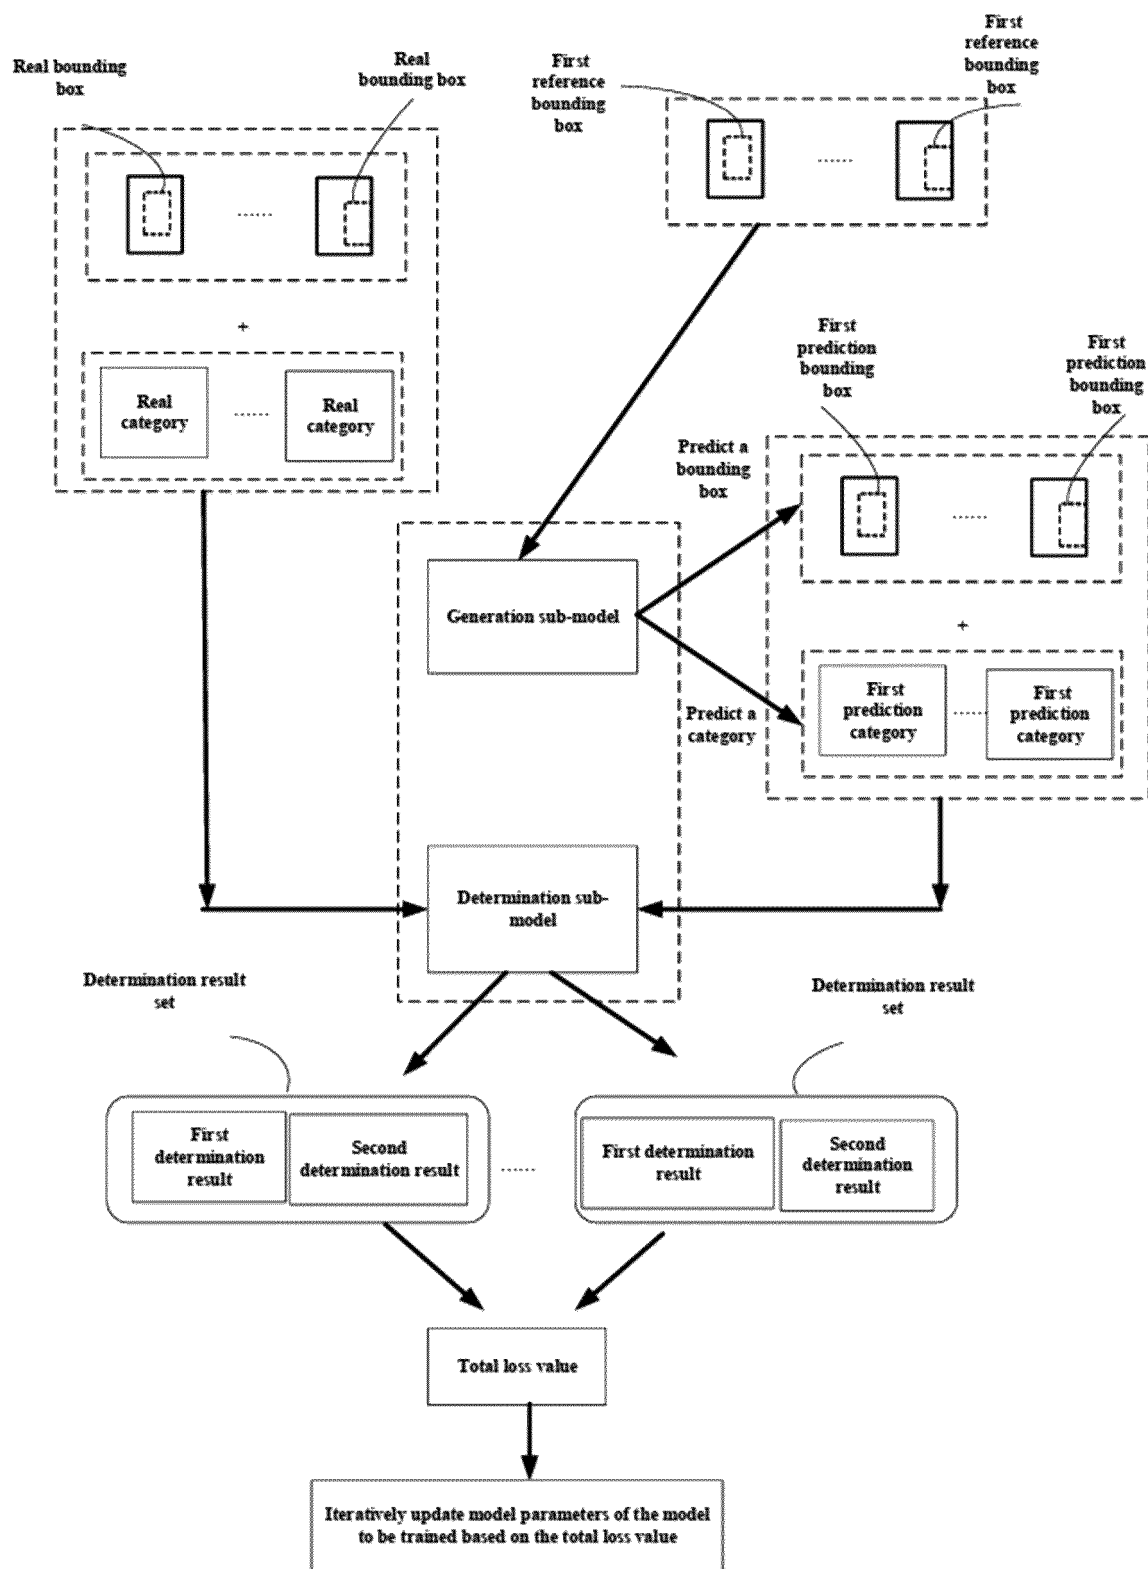 Real bounding
box
Real
bounding box
First
reference
bounding
box
First
reference
bounding
box
......
......
+
Real
category
......
Real
category
First
prediction
bounding
box
First
prediction
bounding
box
Predict a
bounding
box
......
+
Generation sub-model
Predict a
category
First
prediction
category
......
First
prediction
category
Determination sub-
model
Determination result
set
Determination result
set
First
determination
result
Second
determination result
......
First determination
result
Second
determination
result
Total loss value
Iteratively update model parameters of the model
to be trained based on the total loss value